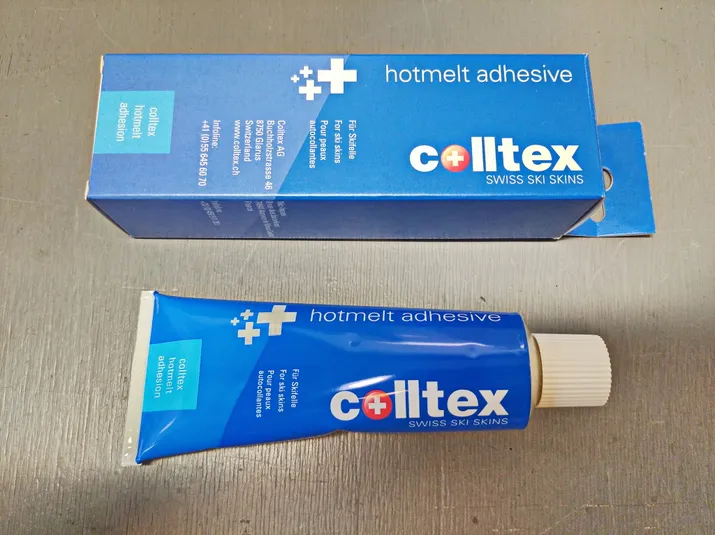 hotmelt adhesive
colltex
SWISS SKI SKINS
Für Skifelle
For ski skins
Pour peaux
autocollantes
Colltex AG
Buchholzstrasse 46
8750 Glarus
Switzerland
www.colltex.ch
Infoline:
+41 (0)55 645 60 70
colltex
hotmelt
adhesion
hotmelt adhesive
colltex
SWISS SKI SKINS
Für Skifelle
For ski skins
Pour peaux
autocollantes
colltex
hotmelt
adhesion